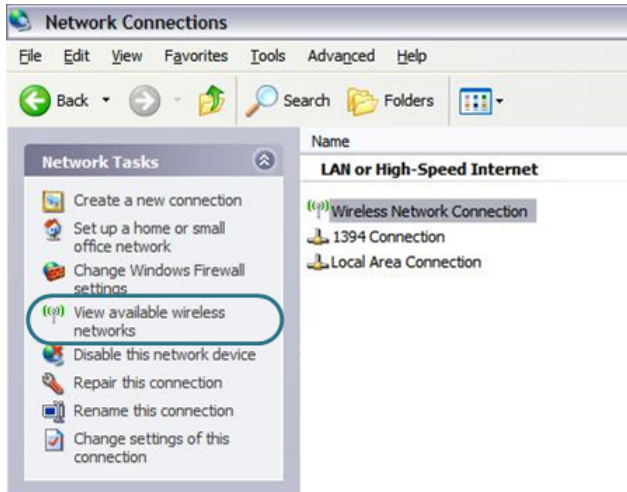 Network Connections
File Edit View Favorites Tools Advanced Help
Back Search Folders
Name
Network Tasks
LAN or High-Speed Internet
Create a new connection
Wireless Network Connection
Set up a home or small
office network
1394 Connection
Local Area Connection
Change Windows Firewall
settings
View available wireless
networks
Disable this network device
Repair this connection
Rename this connection
Change settings of this
connection